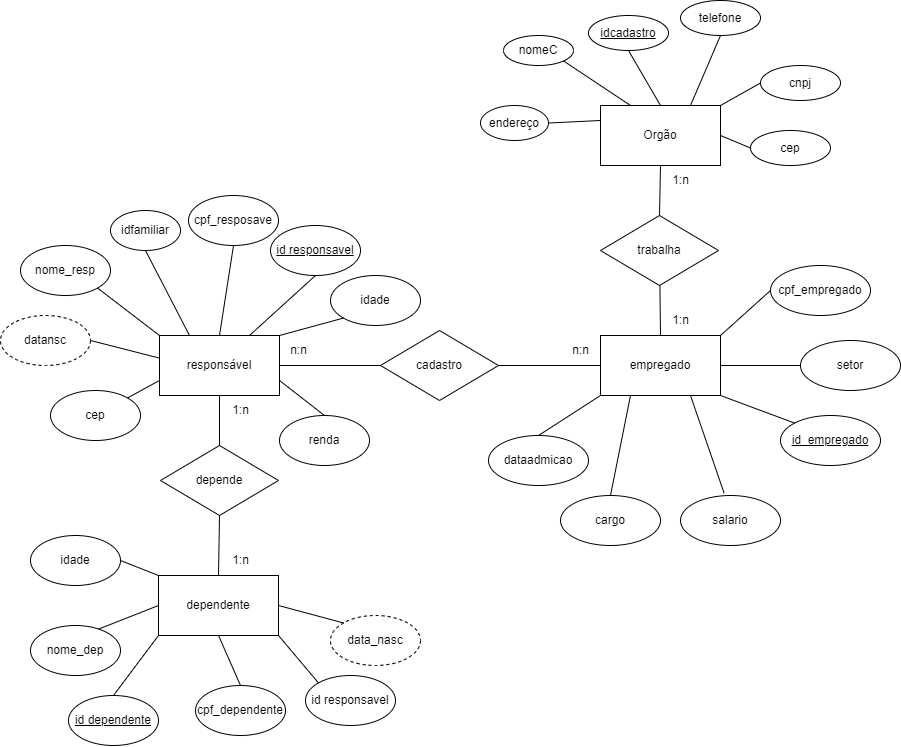 telefone
idcadastro
nomeC
cnpj
endereço
Orgão
cep
1:n
trabalha
1:n
cpf_resposave
idfamiliar
id responsavel
nome_resp
idade
datansc
responsável
n:n
cadastro
n:n
empregado
cpf_empregado
setor
cep
1:n
renda
id_empregado
dataadmicao
depende
cargo
salario
1:n
idade
dependente
data_nasc
nome_dep
id responsavel
cpf_dependente
id dependente